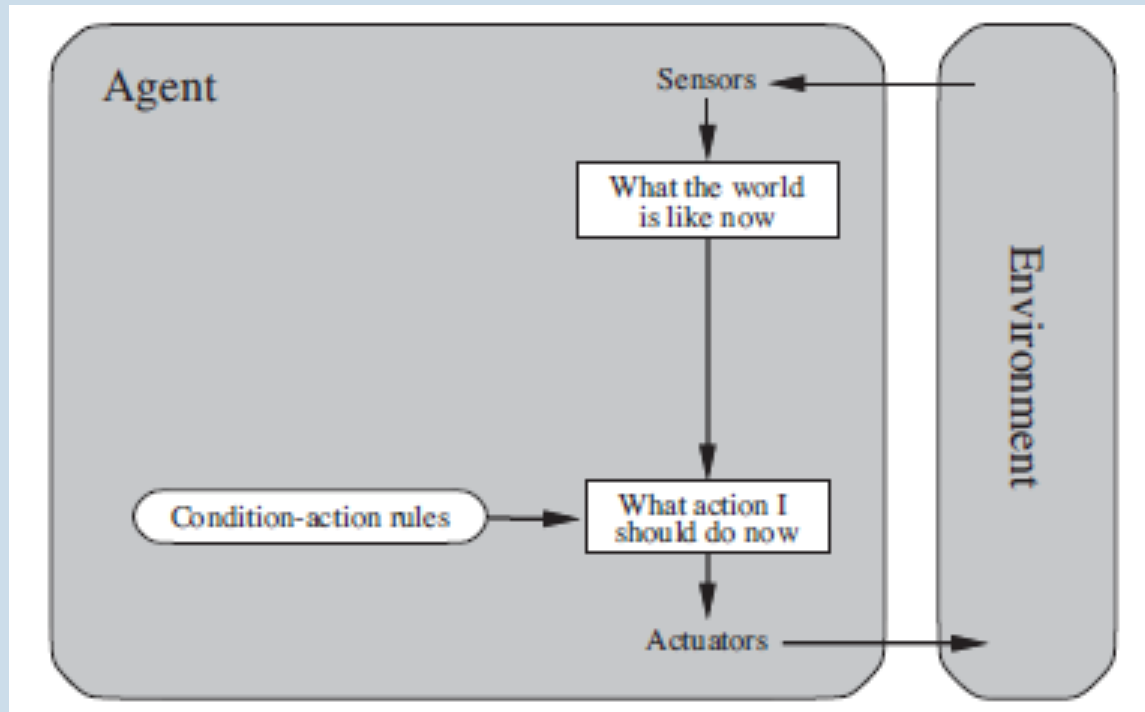 Agent
Sensors
What the world
is like now
Environment
Condition-action rules
What action I
should do now
Actuators